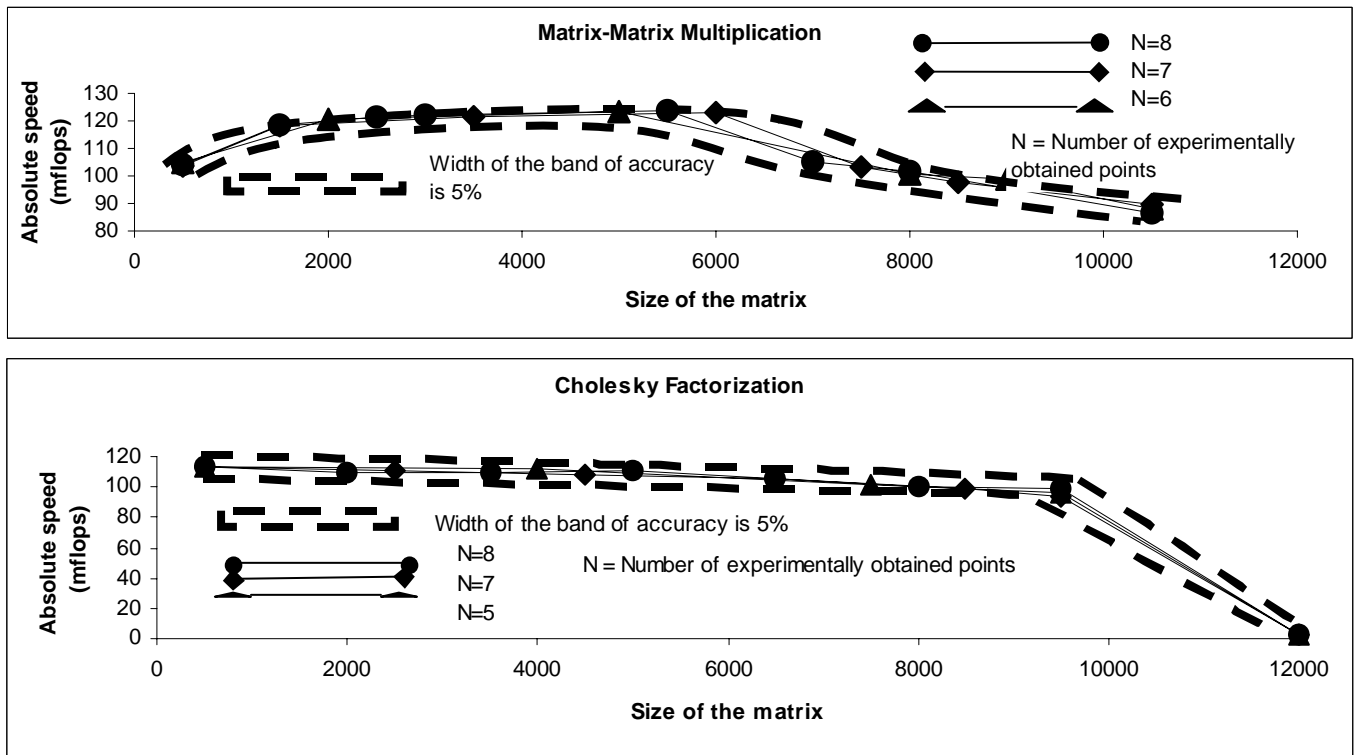 Matrix-Matrix Multiplication
N=8
N=7
N=6
N = Number of experimentally
obtained points
Width of the band of accuracy
is 5%
Absolute speed
(mflops)
130
120
110
100
90
80
0 2000 4000 6000 8000 10000 12000
Size of the matrix
Cholesky Factorization
120
100
80
60
40
20
0
Absolute speed
(mflops)
Width of the band of accuracy is 5%
N=8
N=7
N=5
N = Number of experimentally obtained points
0 2000 4000 6000 8000 10000 12000
Size of the matrix